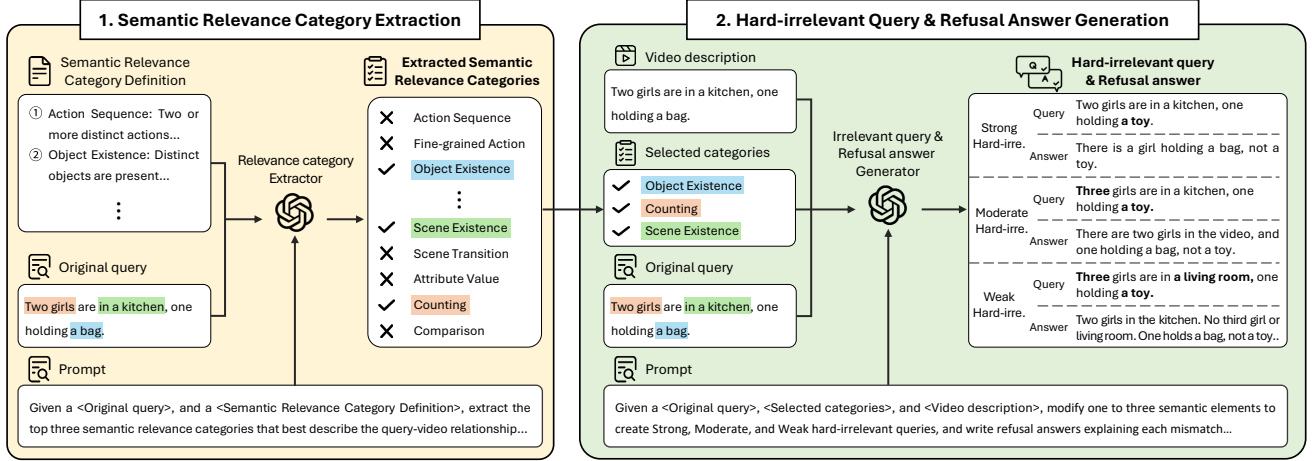 1. Semantic Relevance Category Extraction
Semantic Relevance
Category Definition
① Action Sequence: Two or
more distinct actions...
② Object Existence: Distinct
objects are present...
⋮
Original query
Two girls are in a kitchen, one
holding a bag.
Relevance category
Extractor
Extracted Semantic
Relevance Categories
Action Sequence
Fine-grained Action
Object Existence
⋮
Scene Existence
Scene Transition
Attribute Value
Counting
Comparison
Prompt
Given a <Original query>, and a <Semantic Relevance Category Definition>, extract the
top three semantic relevance categories that best describe the query-video relationship...
2. Hard-irrelevant Query & Refusal Answer Generation
Video description
Two girls are in a kitchen, one
holding a bag.
Selected categories
Object Existence
Counting
Scene Existence
Original query
Two girls are in a kitchen, one
holding a bag.
Irrelevant query &
Refusal answer
Generator
Q
A
Hard-irrelevant query
& Refusal answer
Strong
Hard-irre.
Query
Two girls are in a kitchen, one
holding a toy.
Answer
There is a girl holding a bag, not a
toy.
Moderate
Hard-irre.
Query
Three girls are in a kitchen, one
holding a toy.
Answer
There are two girls in the video, and
one holding a bag, not a toy.
Weak
Hard-irre.
Query
Three girls are in a living room, one
holding a toy.
Answer
Two girls in the kitchen. No third girl or
living room. One holds a bag, not a toy..
Prompt
Given a <Original query>, <Selected categories>, and <Video description>, modify one to three semantic elements to
create Strong, Moderate, and Weak hard-irrelevant queries, and write refusal answers explaining each mismatch...